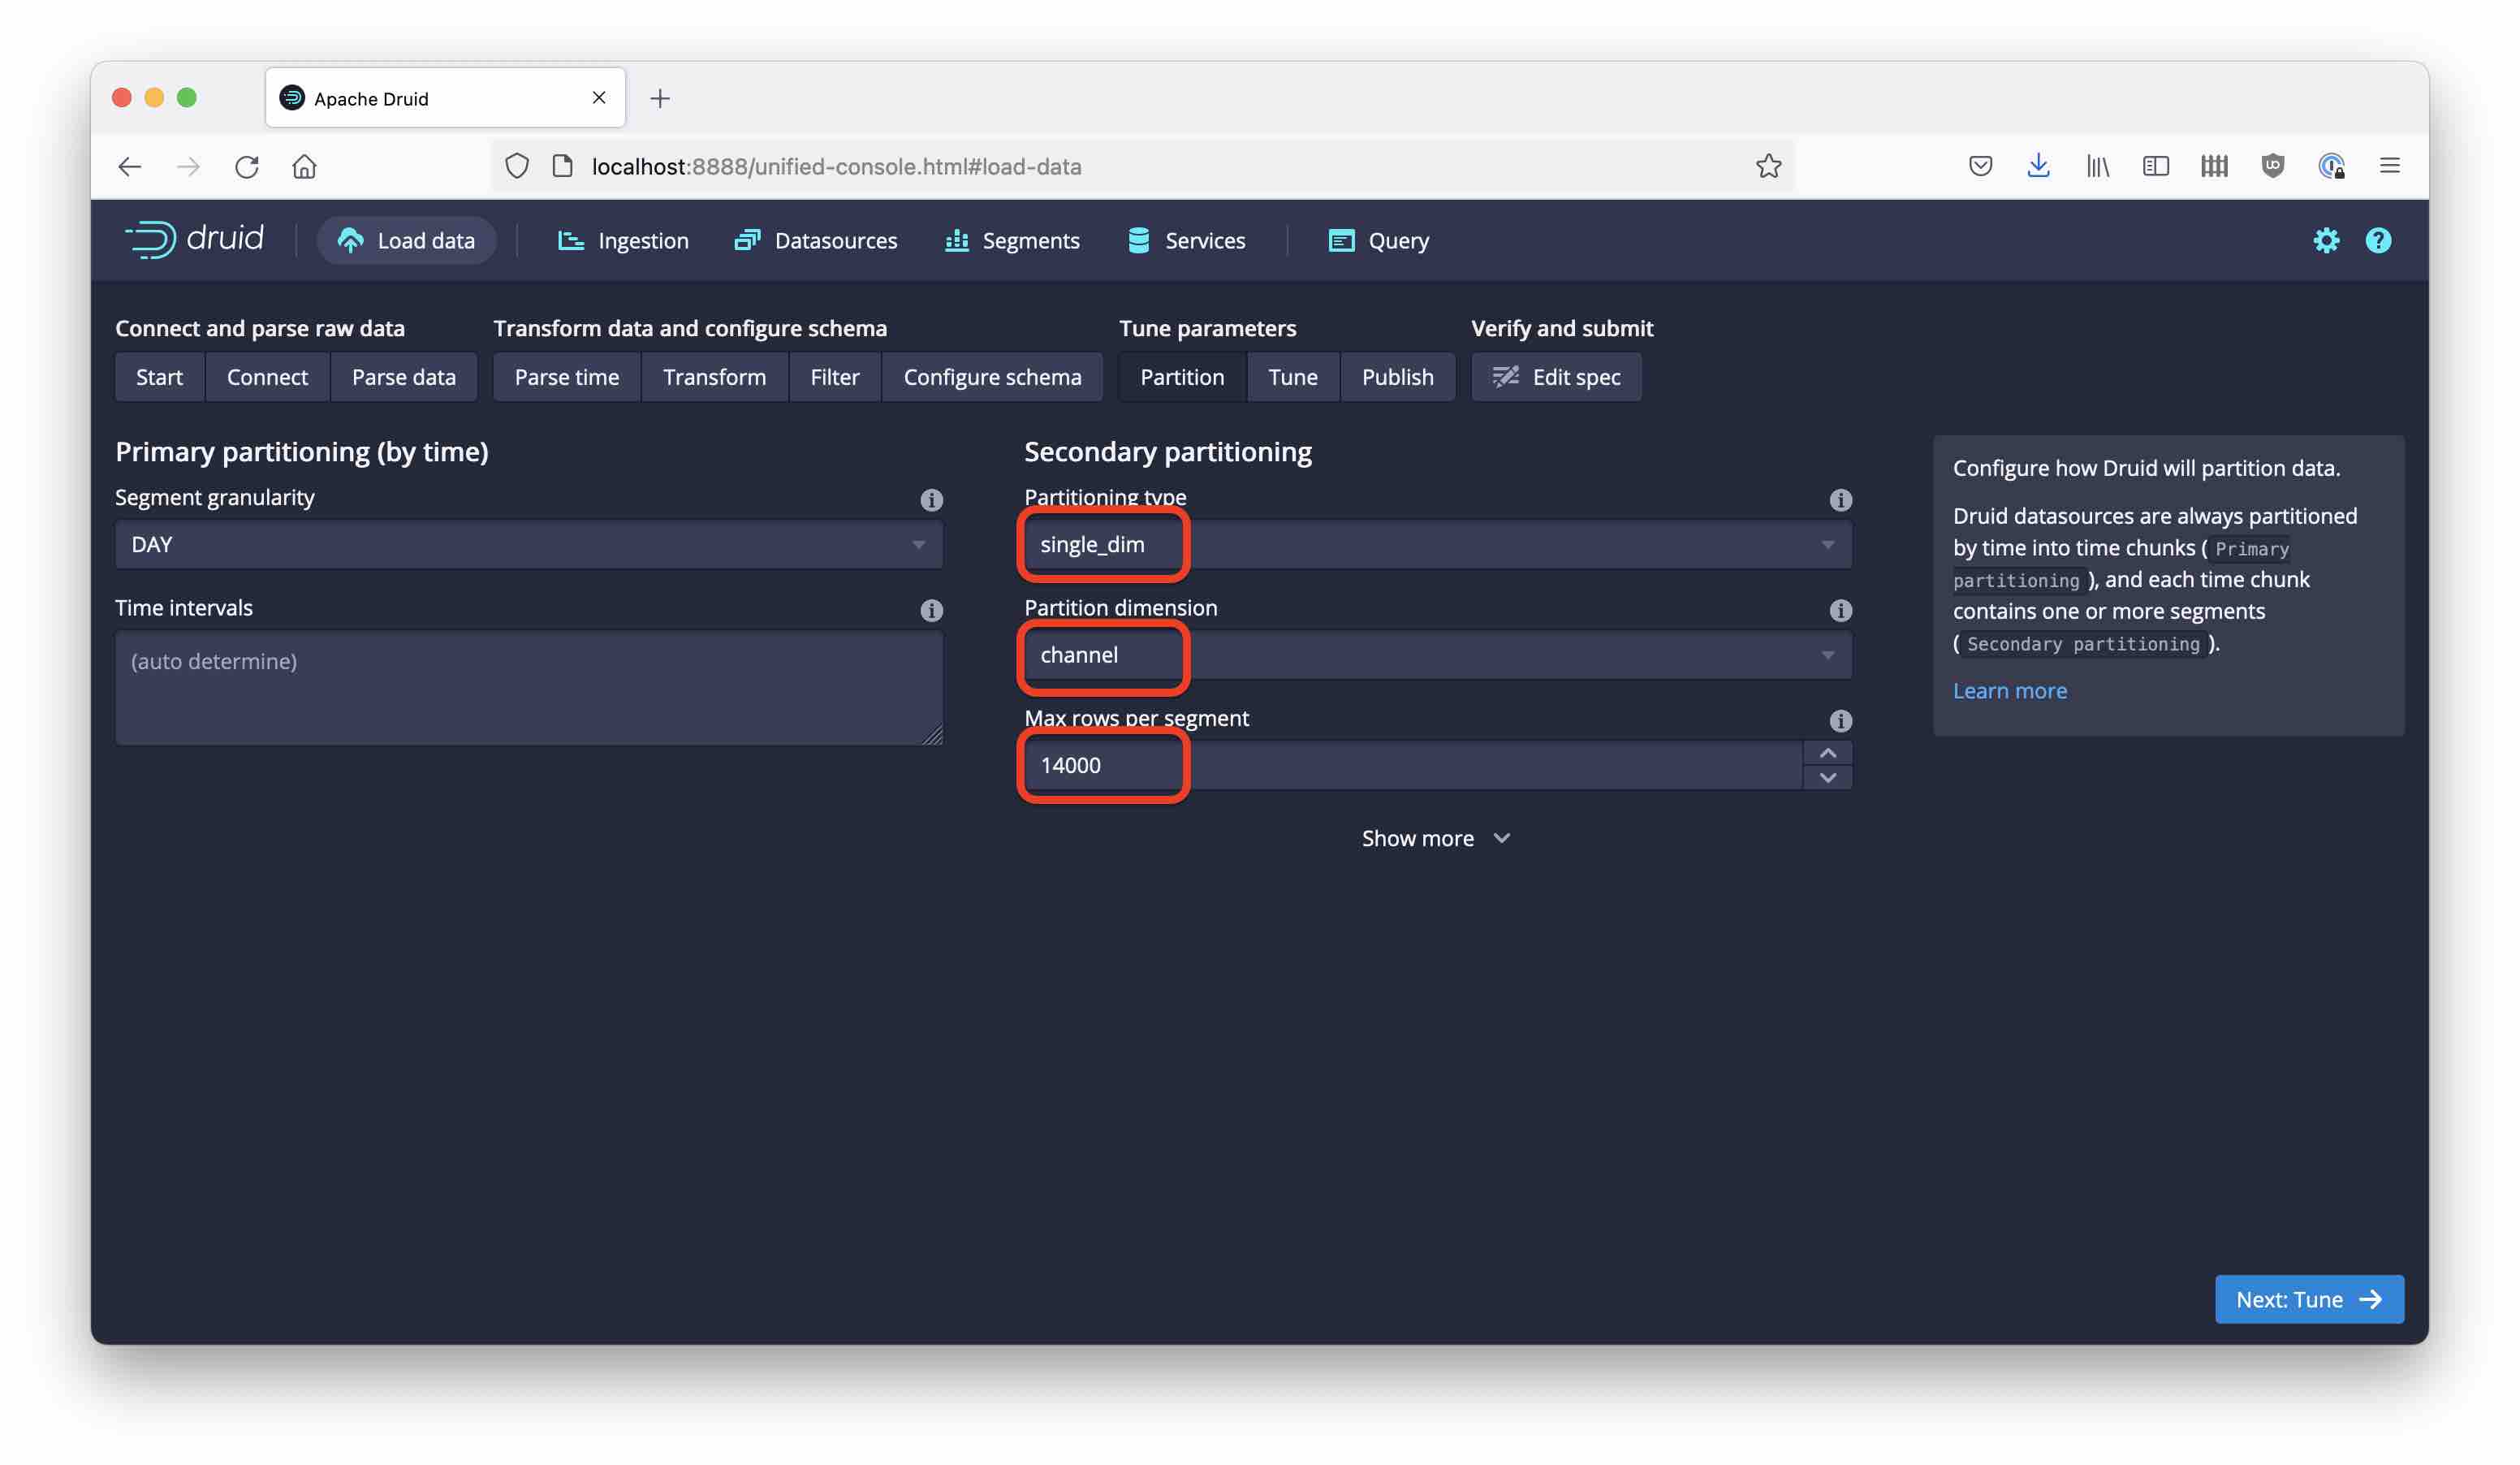 Apache Druid
localhost:8888/unified-console.html#load-data
druid
Load data
Ingestion
Datasources
Segments
Services
Query
Connect and parse raw data
Transform data and configure schema
Tune parameters
Verify and submit
Start
Connect
Parse data
Parse time
Transform
Filter
Configure schema
Partition
Tune
Publish
Edit spec
Primary partitioning (by time)
Segment granularity
DAY
Time intervals
(auto determine)
Secondary partitioning
Partitioning type
single_dim
Partition dimension
channel
Max rows per segment
14000
Show more
Configure how Druid will partition data.
Druid datasources are always partitioned
by time into time chunks ( Primary
partitioning ), and each time chunk
contains one or more segments
( Secondary partitioning ).
Learn more
Next: Tune